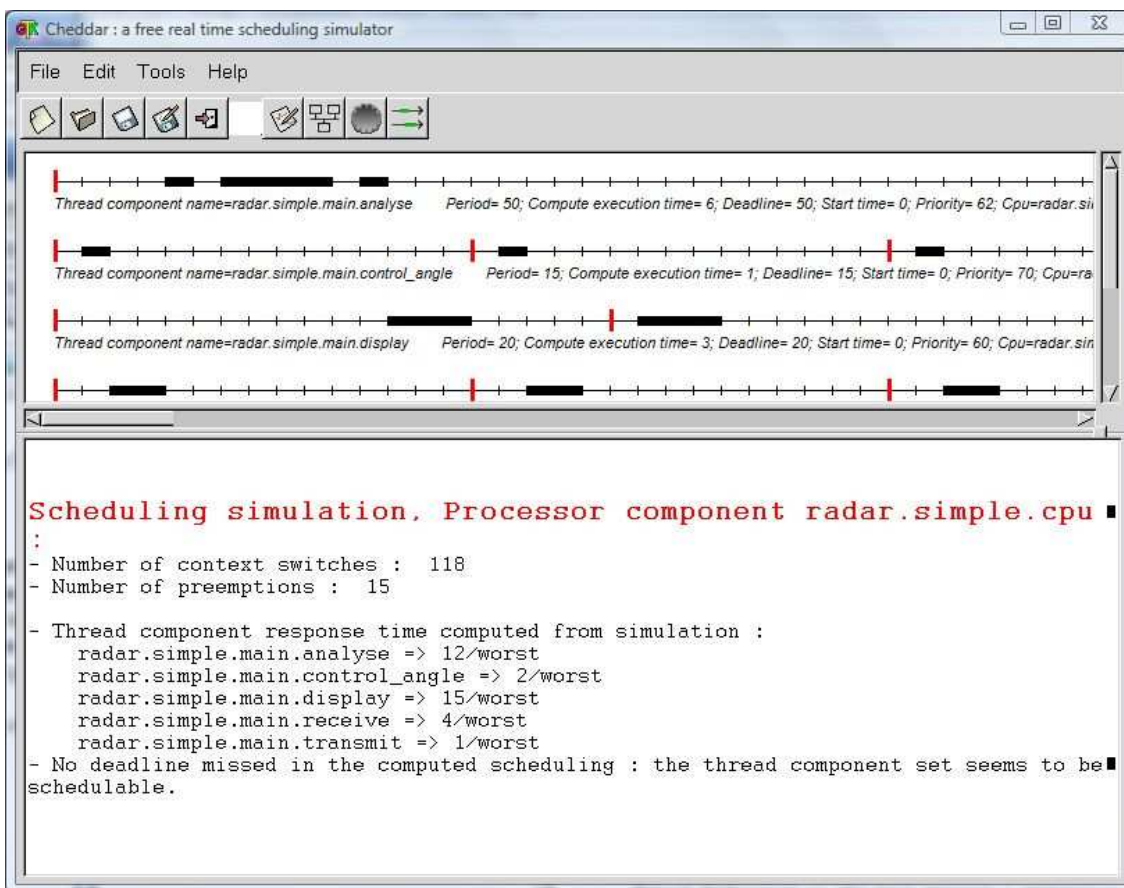 Cheddar : a free real time scheduling simulator
File Edit Tools Help
Thread component name=radar.simple.main.analyse Period= 50; Compute execution time= 6; Deadline= 50; Start time= 0; Priority= 62; Cpu=radar.si
Thread component name=radar.simple.main.control_angle Period= 15; Compute execution time= 1; Deadline= 15; Start time= 0; Priority= 70; Cpu=ra
Thread component name=radar.simple.main.display Period= 20; Compute execution time= 3; Deadline= 20; Start time= 0; Priority= 60; Cpu=radar.sin
Scheduling simulation, Processor component radar.simple.cpu
:
- Number of context switches : 118
- Number of preemptions : 15
- Thread component response time computed from simulation :
radar.simple.main.analyse => 12/worst
radar.simple.main.control_angle => 2/worst
radar.simple.main.display => 15/worst
radar.simple.main.receive => 4/worst
radar.simple.main.transmit => 1/worst
- No deadline missed in the computed scheduling : the thread component set seems to be
schedulable.